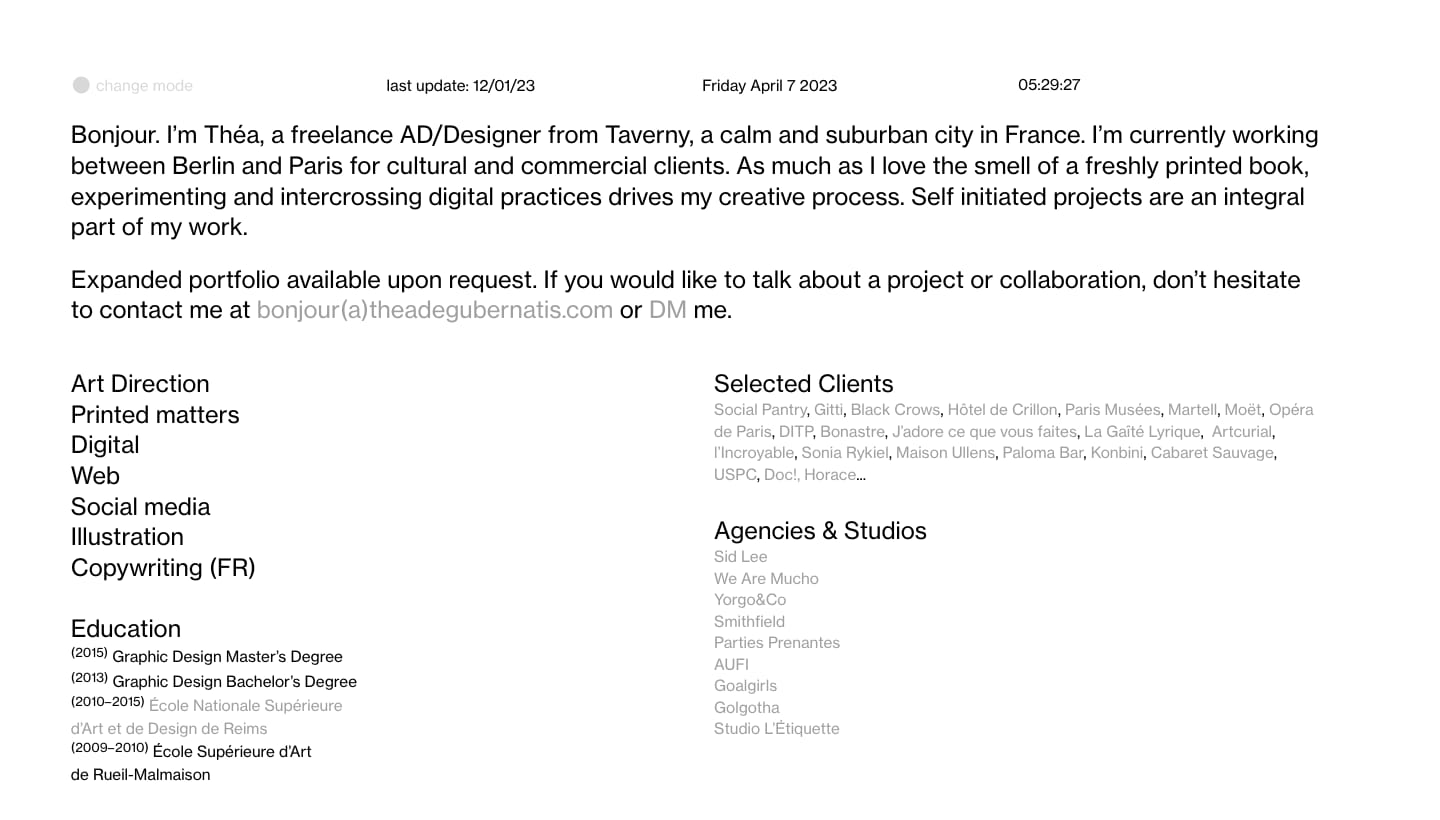 change mode
last update: 12/01/23
Friday April 7 2023
05:29:27
Bonjour. I'm Théa, a freelance AD/Designer from Taverny, a calm and suburban city in France. I'm currently working
between Berlin and Paris for cultural and commercial clients. As much as I love the smell of a freshly printed book,
experimenting and intercrossing digital practices drives my creative process. Self initiated projects are an integral
part of my work.
Expanded portfolio available upon request. If you would like to talk about a project or collaboration, don't hesitate
to contact me at bonjour(a)theadegubernatis.com or DM me.
Art Direction
Printed matters
Digital
Web
Social media
Illustration
Copywriting (FR)
Education
(2015) Graphic Design Master's Degree
(2013) Graphic Design Bachelor's Degree
(2010–2015) École Nationale Supérieure
d'Art et de Design de Reims
(2009–2010) École Supérieure d'Art
de Rueil-Malmaison
Selected Clients
Social Pantry, Gitti, Black Crows, Hôtel de Crillon, Paris Musées, Martell, Moët, Opéra
de Paris, DITP, Bonastre, J'adore ce que vous faites, La Gaîté Lyrique,  Artcurial,
l'Incroyable, Sonia Rykiel, Maison Ullens, Paloma Bar, Konbini, Cabaret Sauvage,
USPC, Doc!, Horace...
Agencies & Studios
Sid Lee
We Are Mucho
Yorgo&Co
Smithfield
Parties Prenantes
AUFI
Goalgirls
Golgotha
Studio L'Étiquette